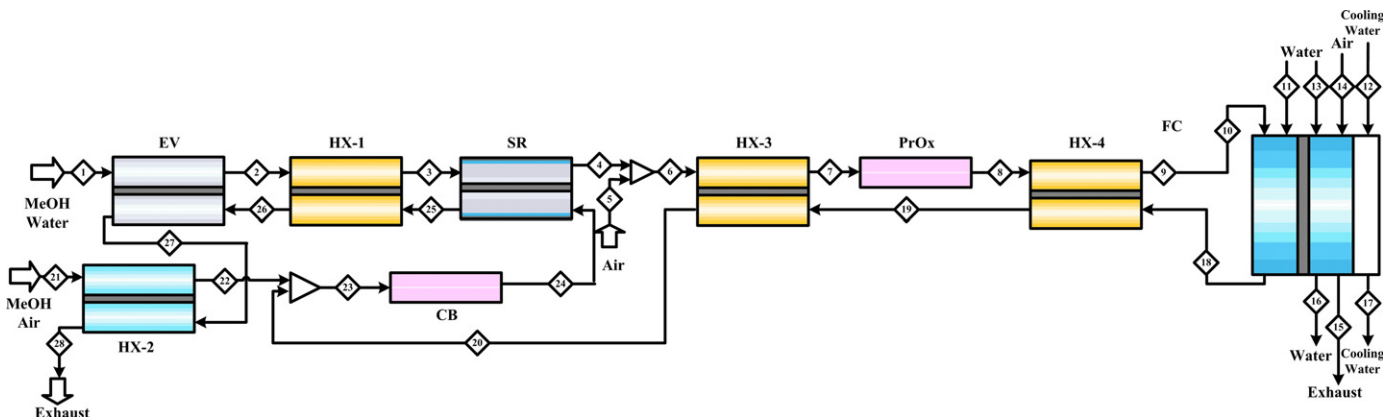 Cooling
Water
Water
Air
11
13
14
12
FC
10
EV
HX-1
SR
HX-3
PrOx
HX-4
1
2
3
4
6
7
8
9
MeOH
Water
26
25
5
19
27
Air
18
21
22
23
24
MeOH
Air
CB
HX-2
28
20
16
15
17
Water
Cooling
Water
Exhaust
Exhaust